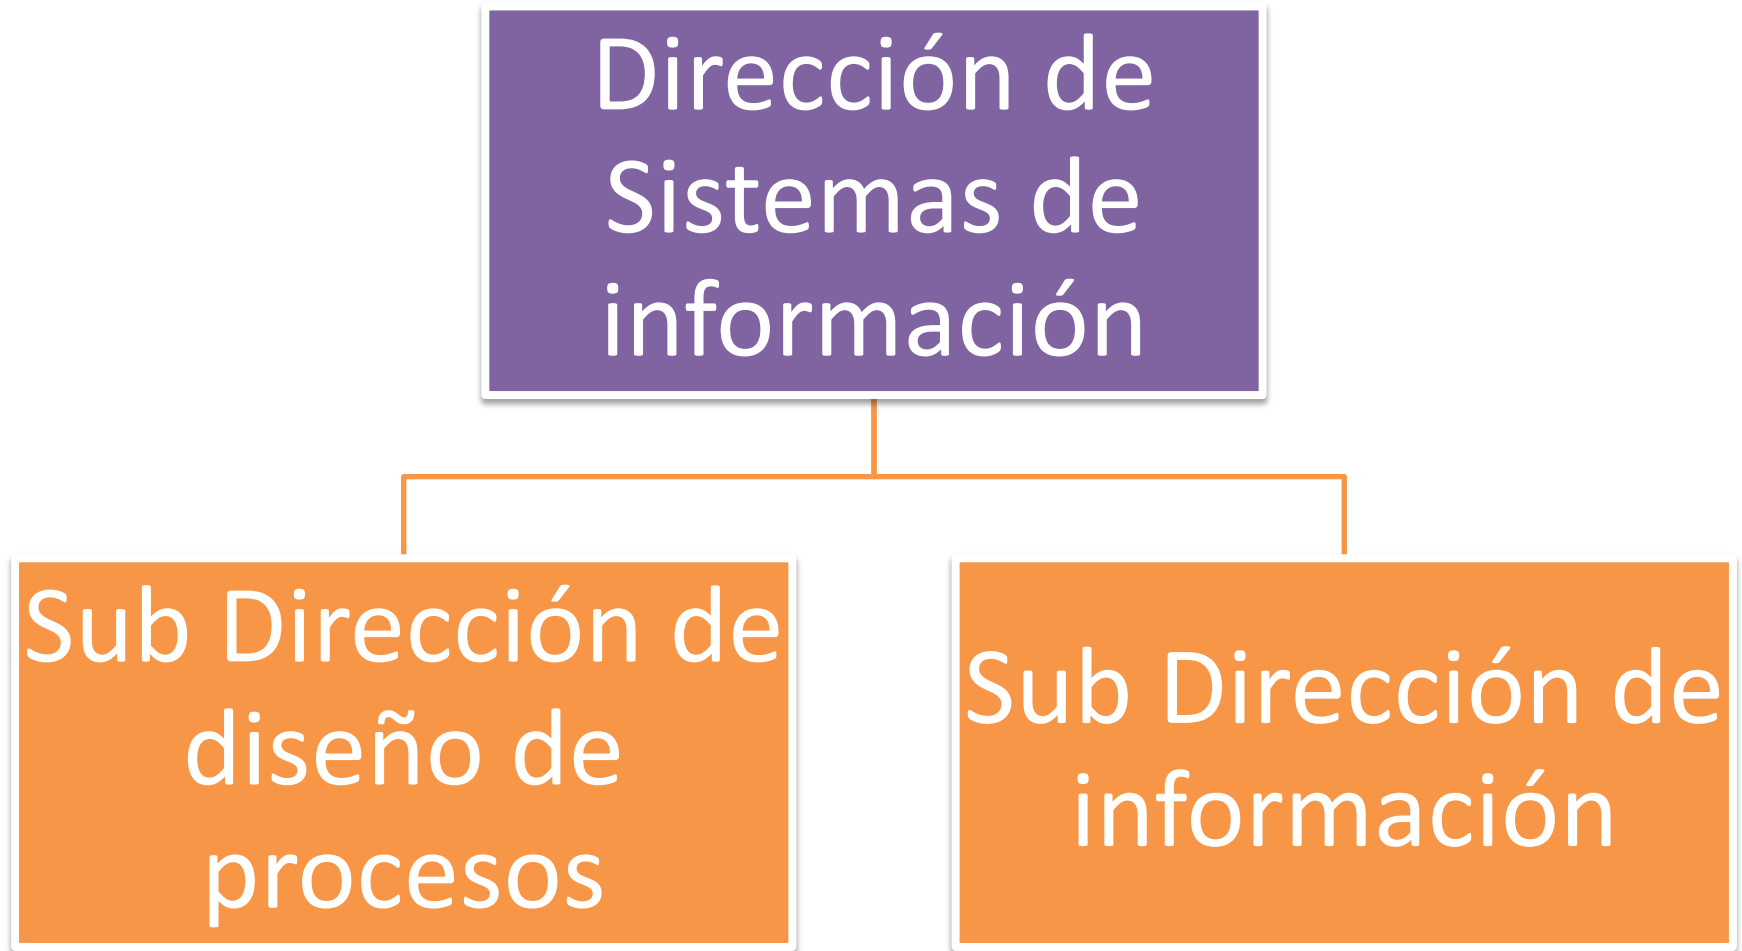 Dirección de
Sistemas de
información
Sub Dirección de
diseño de
procesos
Sub Dirección de
información